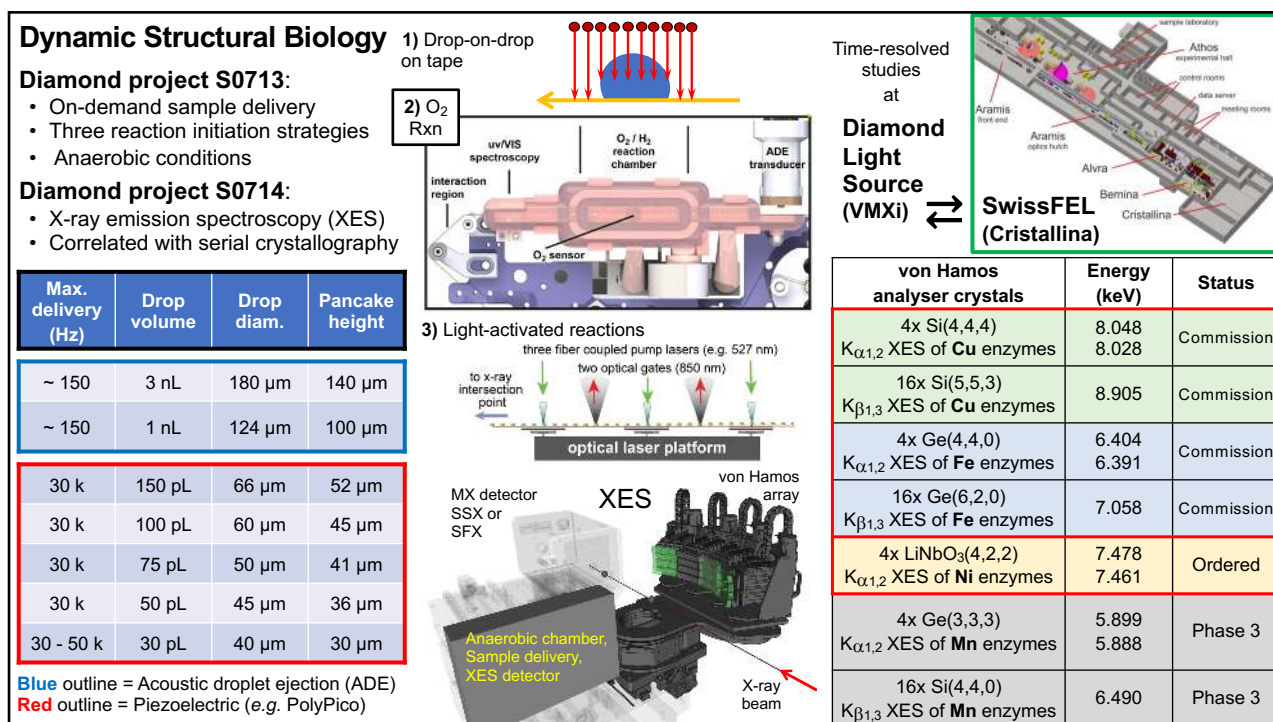 Dynamic Structural Biology
Diamond project S0713:
• On-demand sample delivery
• Three reaction initiation strategies
• Anaerobic conditions
Diamond project S0714:
• X-ray emission spectroscopy (XES)
• Correlated with serial crystallography
Max. delivery (Hz) Drop volume Drop diam. Pancake height
~ 150 3 nL 180 µm 140 µm
~ 150 1 nL 124 µm 100 µm
30 k 150 pL 66 µm 52 µm
30 k 100 pL 60 µm 45 µm
30 k 75 pL 50 µm 41 µm
30 k 50 pL 45 µm 36 µm
30 - 50 k 30 pL 40 µm 30 µm
Blue outline = Acoustic droplet ejection (ADE)
Red outline = Piezoelectric (e.g. PolyPico)
1) Drop-on-drop
on tape
2) O2
Rxn
interaction
region
uv/VIS
spectroscopy
O2 / H2
reaction
chamber
ADE
transducer
O2 sensor
3) Light-activated reactions
three fiber coupled pump lasers (e.g. 527 nm)
two optical gates (850 nm)
to x-ray
intersection
point
optical laser platform
MX detector
SSX or
SFX
XES
von Hamos
array
Anaerobic chamber,
Sample delivery,
XES detector
X-ray
beam
Time-resolved
studies
at
Diamond
Light
Source
(VMXi)
SwissFEL
(Cristallina)
sample laboratory
Athos
experimental hall
control rooms
data server
meeting rooms
Aramis
front end
Aramis
optics hutch
Alvra
Bernina
Cristallina
von Hamos analyser crystals Energy (keV) Status
4x Si(4,4,4) 8.048
Kα1,2 XES of Cu enzymes 8.028 Commission
16x Si(5,5,3)
Kβ1,3 XES of Cu enzymes 8.905 Commission
4x Ge(4,4,0) 6.404
Kα1,2 XES of Fe enzymes 6.391 Commission
16x Ge(6,2,0)
Kβ1,3 XES of Fe enzymes 7.058 Commission
4x LiNbO3(4,2,2) 7.478
Kα1,2 XES of Ni enzymes 7.461 Ordered
4x Ge(3,3,3) 5.899
Kα1,2 XES of Mn enzymes 5.888 Phase 3
16x Si(4,4,0)
Kβ1,3 XES of Mn enzymes 6.490 Phase 3